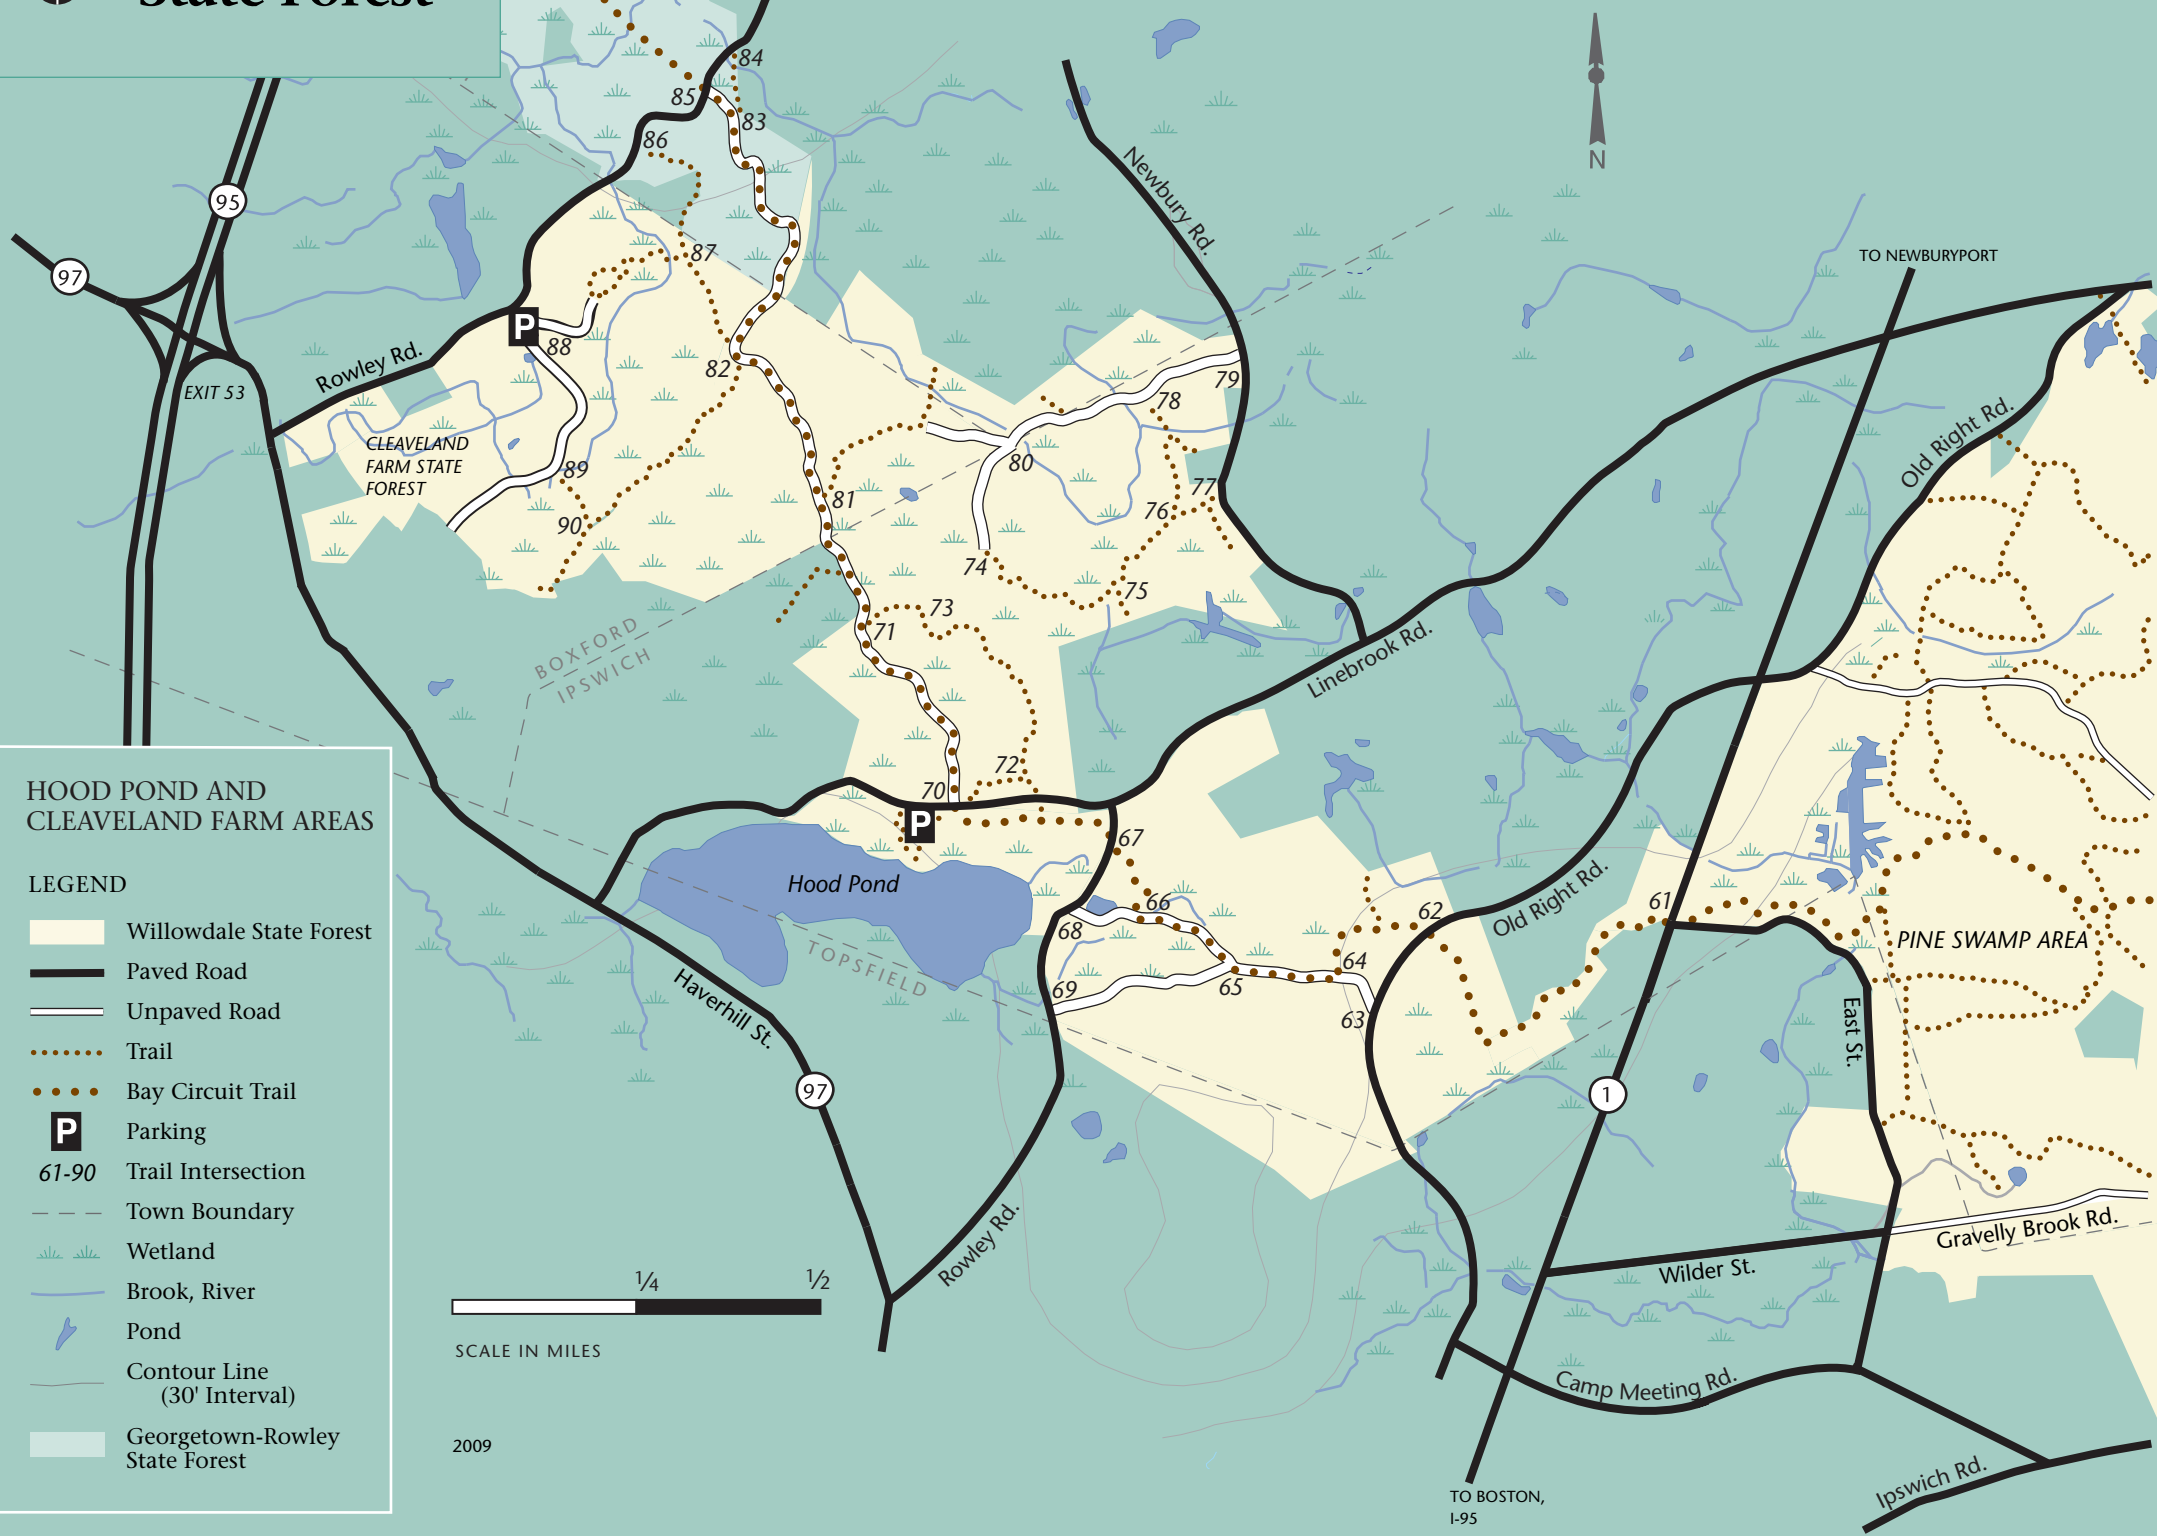 State Forest
84
85
83
86
95
Newbury Rd.
N
97
87
TO NEWBURYPORT
P
88
Rowley Rd.
82
79
EXIT 53
78
CLEAVELAND
FARM STATE
FOREST
Old Right Rd.
80
89
81
77
76
90
74
75
73
71
BOXFORD
IPSWICH
Linebrook Rd.
72
70
P
67
Hood Pond
66
61
62
Old Right Rd.
68
PINE SWAMP AREA
TOPSFIELD
64
65
69
63
Haverhill St.
East St.
97
1
Rowley Rd.
Gravelly Brook Rd.
Wilder St.
Camp Meeting Rd.
Ipswich Rd.
TO BOSTON,
I-95
HOOD POND AND
CLEAVELAND FARM AREAS
LEGEND
Willowdale State Forest
Paved Road
Unpaved Road
Trail
Bay Circuit Trail
P Parking
61-90 Trail Intersection
Town Boundary
Wetland
Brook, River
Pond
Contour Line
(30' Interval)
Georgetown-Rowley
State Forest
1/4 1/2
SCALE IN MILES
2009